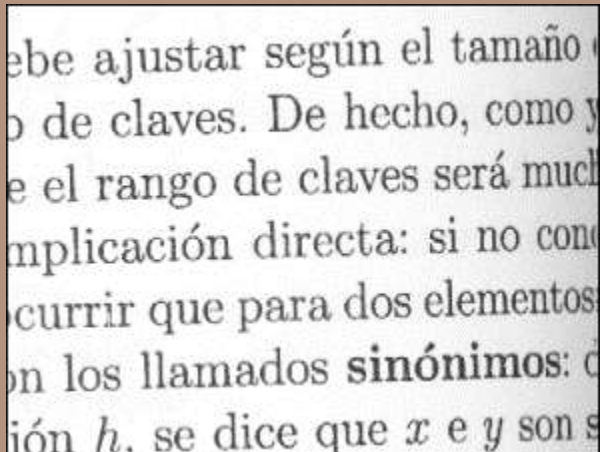 ebe ajustar según el tamaño
de claves. De hecho, como y
e el rango de claves será much
mplicación directa: si no cono
currir que para dos elementos
on los llamados sinónimos:
ión h, se dice que x e y son s